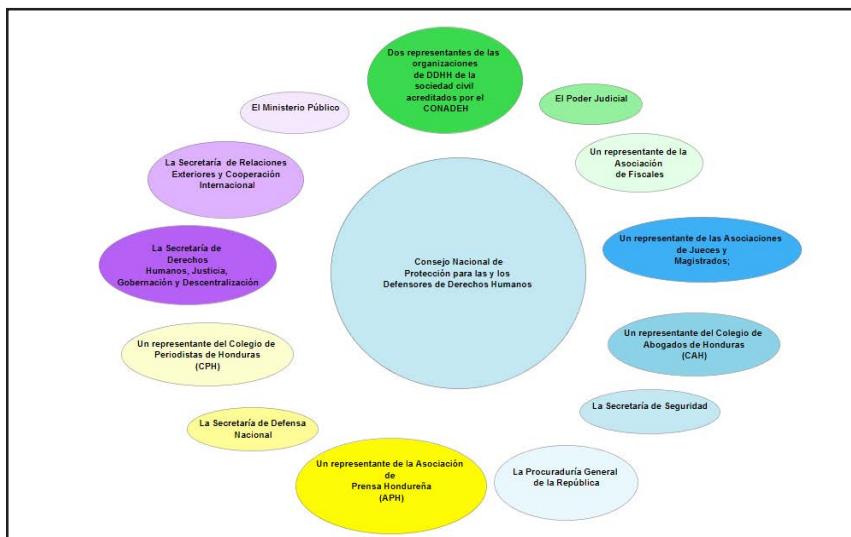 Dos representantes de las
organizaciones
de DDHH de la
sociedad civil
acreditados por el
CONADEH
El Poder Judicial
Un representante de la
Asociación
de Fiscales
Un representante de las Asociaciones
de Jueces y
Magistrados;
Un representante del Colegio de
Abogados de Honduras
(CAH)
La Secretaría de Seguridad
La Procuraduría General
de la República
Un representante de la Asociación
de
Prensa Hondureña
(APH)
La Secretaría de Defensa
Nacional
Un representante del Colegio de
Periodistas de Honduras
(CPH)
La Secretaría de
Derechos
Humanos, Justicia,
Gobernación y Descentralización
La Secretaría de Relaciones
Exteriores y Cooperación
Internacional
El Ministerio Público
Consejo Nacional de
Protección para las y los
Defensores de Derechos Humanos